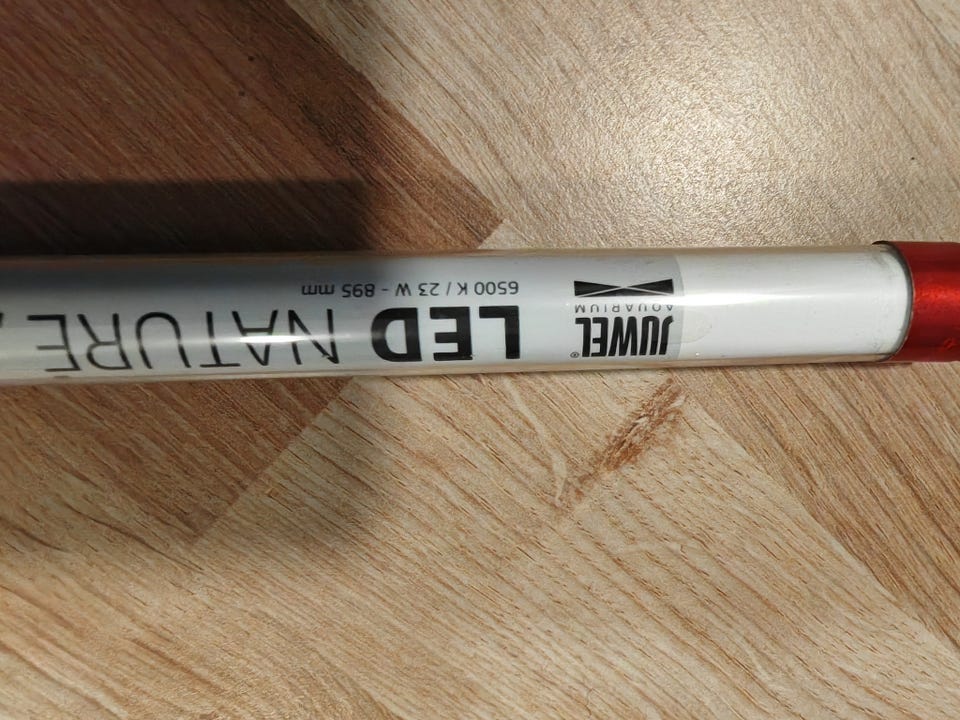 JUWEL®
AQUARIUM
LED NATURE
6500 K / 23 W - 895 mm